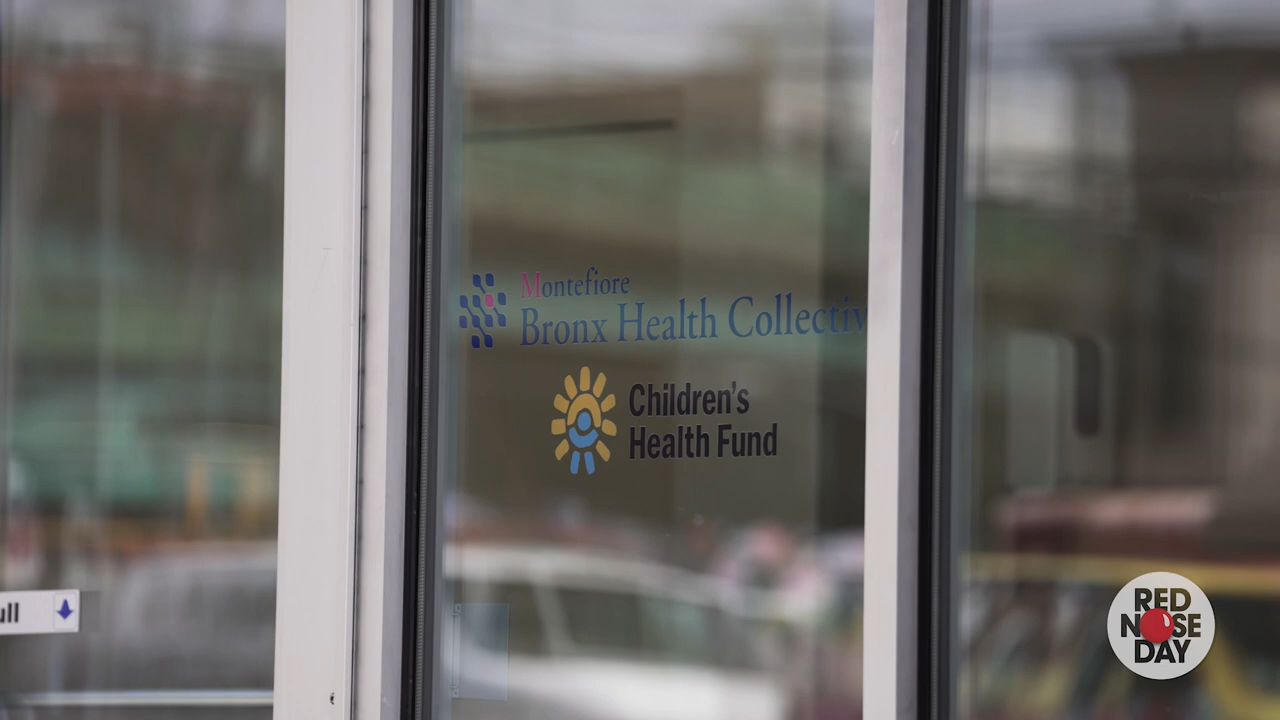 Montefiore
Bronx Health Collectiv
Children's
Health Fund
ull
RED
NOSE
DAY